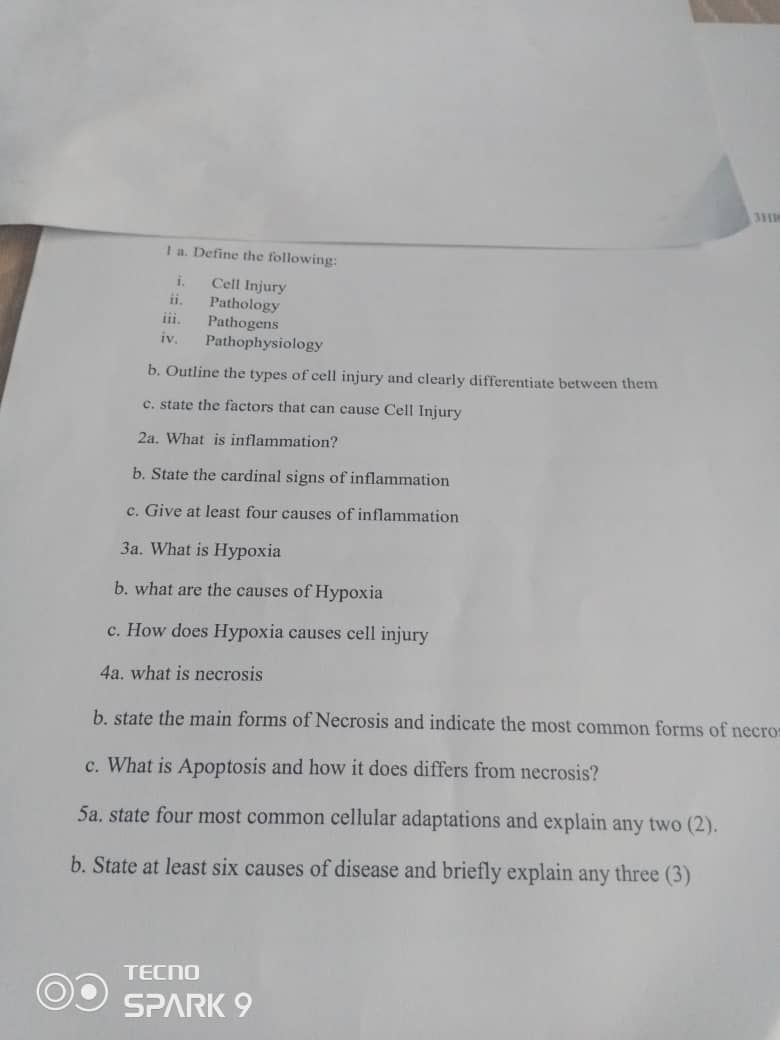 3HR
1 a. Define the following:
i. Cell Injury
ii. Pathology
iii. Pathogens
iv. Pathophysiology
b. Outline the types of cell injury and clearly differentiate between them
c. state the factors that can cause Cell Injury
2a. What is inflammation?
b. State the cardinal signs of inflammation
c. Give at least four causes of inflammation
3a. What is Hypoxia
b. what are the causes of Hypoxia
c. How does Hypoxia causes cell injury
4a. what is necrosis
b. state the main forms of Necrosis and indicate the most common forms of
c. What is Apoptosis and how it does differs from necrosis?
5a. state four most common cellular adaptations and explain any two (2).
b. State at least six causes of disease and briefly explain any three (3)
TECNO
SPARK 9